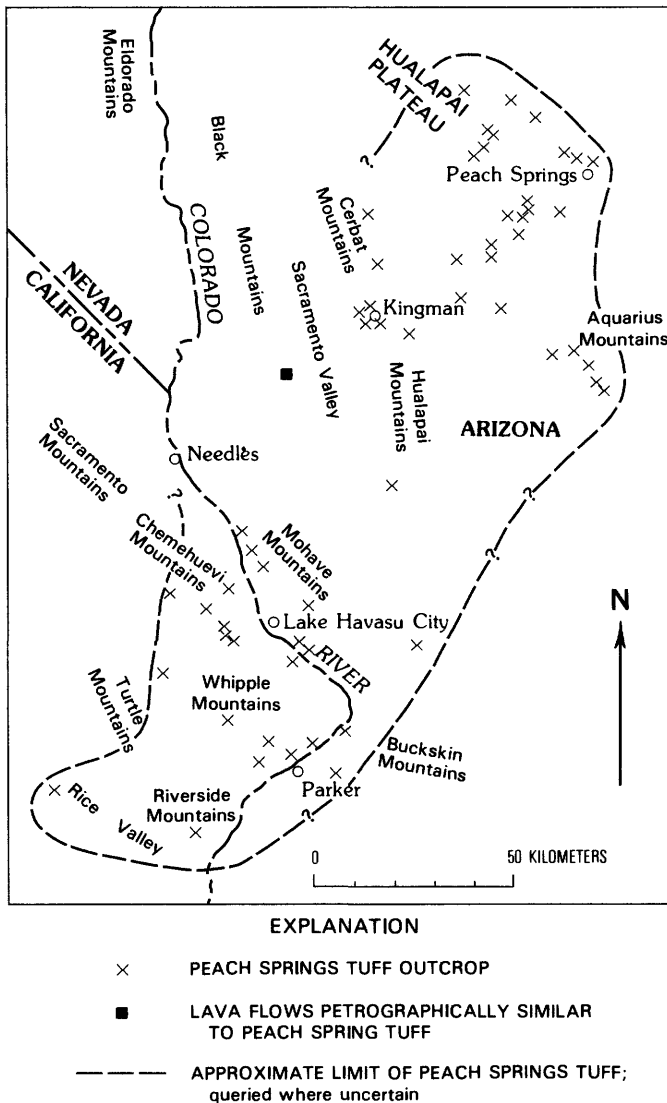 Eldorado
Mountains
HUALAPAI
PLATEAU
Black
Mountains
?
Peach Springs
COLORADO
Cerbat
Mountains
NEVADA
CALIFORNIA
Sacramento Valley
Kingman
Aquarius
Mountains
Hualapai
Mountains
ARIZONA
Sacramento
Mountains
Needles
?
?
?
Chemehuevi
Mountains
Mohave
Mountains
N
Lake Havasu City
RIVER
Turtle
Mountains
Whipple
Mountains
Buckskin
Mountains
Parker
?
Rice
Valley
Riverside
Mountains
0 50 KILOMETERS
EXPLANATION
PEACH SPRINGS TUFF OUTCROP
LAVA FLOWS PETROGRAPHICALLY SIMILAR
TO PEACH SPRING TUFF
APPROXIMATE LIMIT OF PEACH SPRINGS TUFF;
queried where uncertain